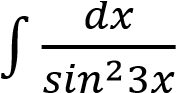 ∫ dx / sin²3x